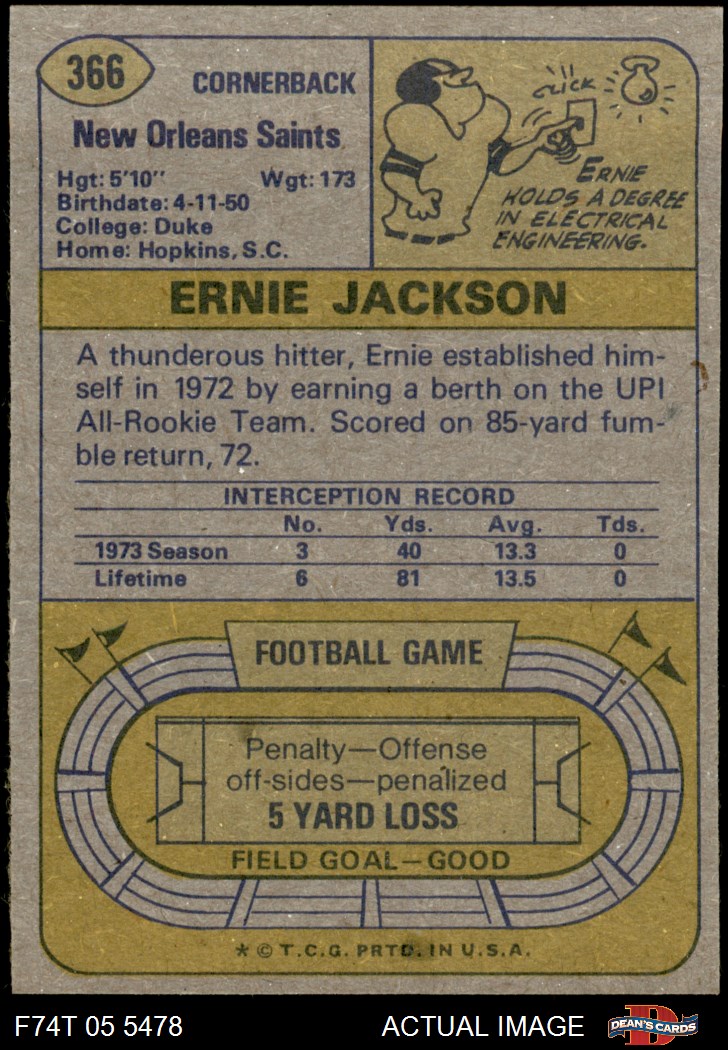 366
CORNERBACK
New Orleans Saints
Hgt: 5'10" Wgt: 173
Birthdate: 4-11-50
College: Duke
Home: Hopkins, S.C.
CLICK
ERNIE
HOLDS A DEGREE
IN ELECTRICAL
ENGINEERING.
ERNIE JACKSON
A thunderous hitter, Ernie established him-
self in 1972 by earning a berth on the UPI
All-Rookie Team. Scored on 85-yard fum-
ble return, 72.
INTERCEPTION RECORD
No. Yds. Avg. Tds.
1973 Season 3 40 13.3 0
Lifetime 6 81 13.5 0
FOOTBALL GAME
Penalty—Offense
off-sides—penalized
5 YARD LOSS
FIELD GOAL—GOOD
* © T.C.G. PRTD. IN U.S.A.
F74T 05 5478 ACTUAL IMAGE D DEAN'S CARDS